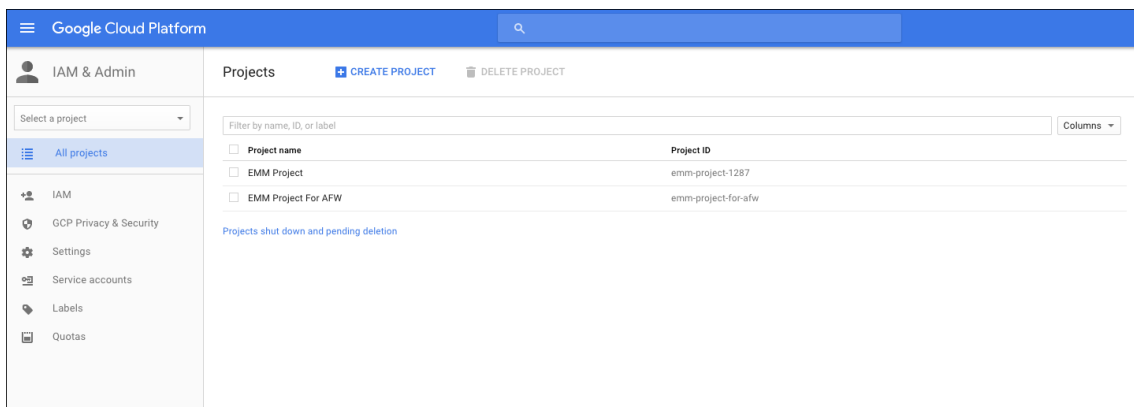 Google Cloud Platform
IAM & Admin
Projects
CREATE PROJECT
DELETE PROJECT
Select a project
Filter by name, ID, or label
Columns
All projects
Project name
Project ID
EMM Project
emm-project-1287
EMM Project For AFW
emm-project-for-afw
IAM
GCP Privacy & Security
Projects shut down and pending deletion
Settings
Service accounts
Labels
Quotas